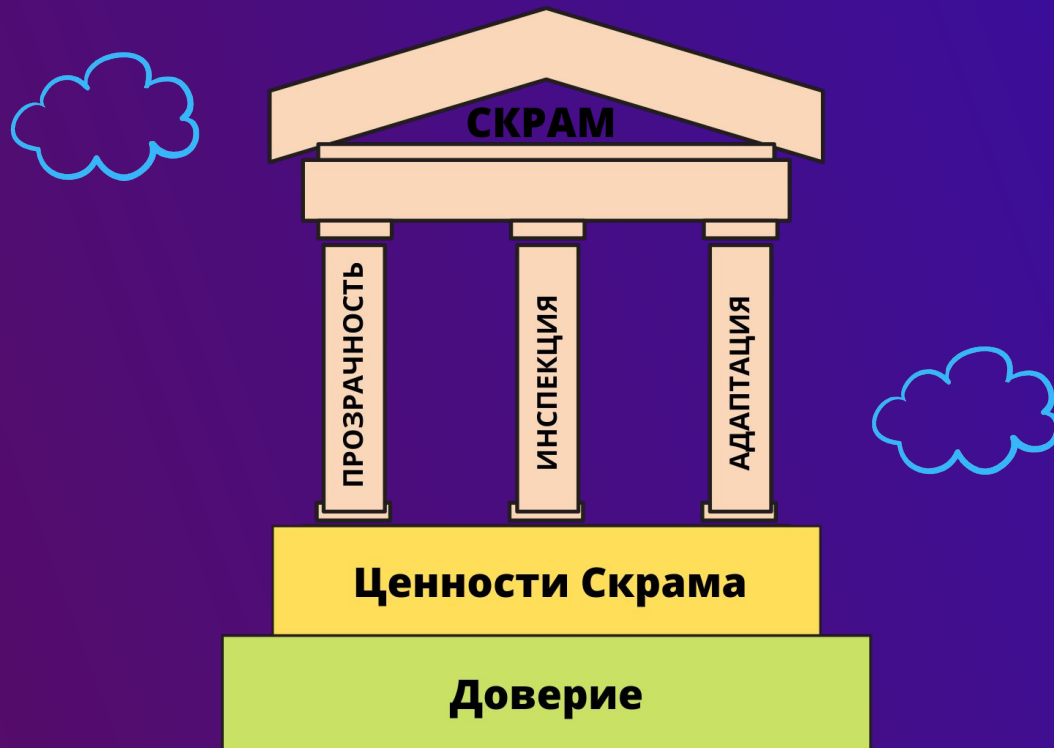 СКРАМ
ПРОЗРАЧНОСТЬ
ИНСПЕКЦИЯ
АДАПТАЦИЯ
Ценности Скрама
Доверие